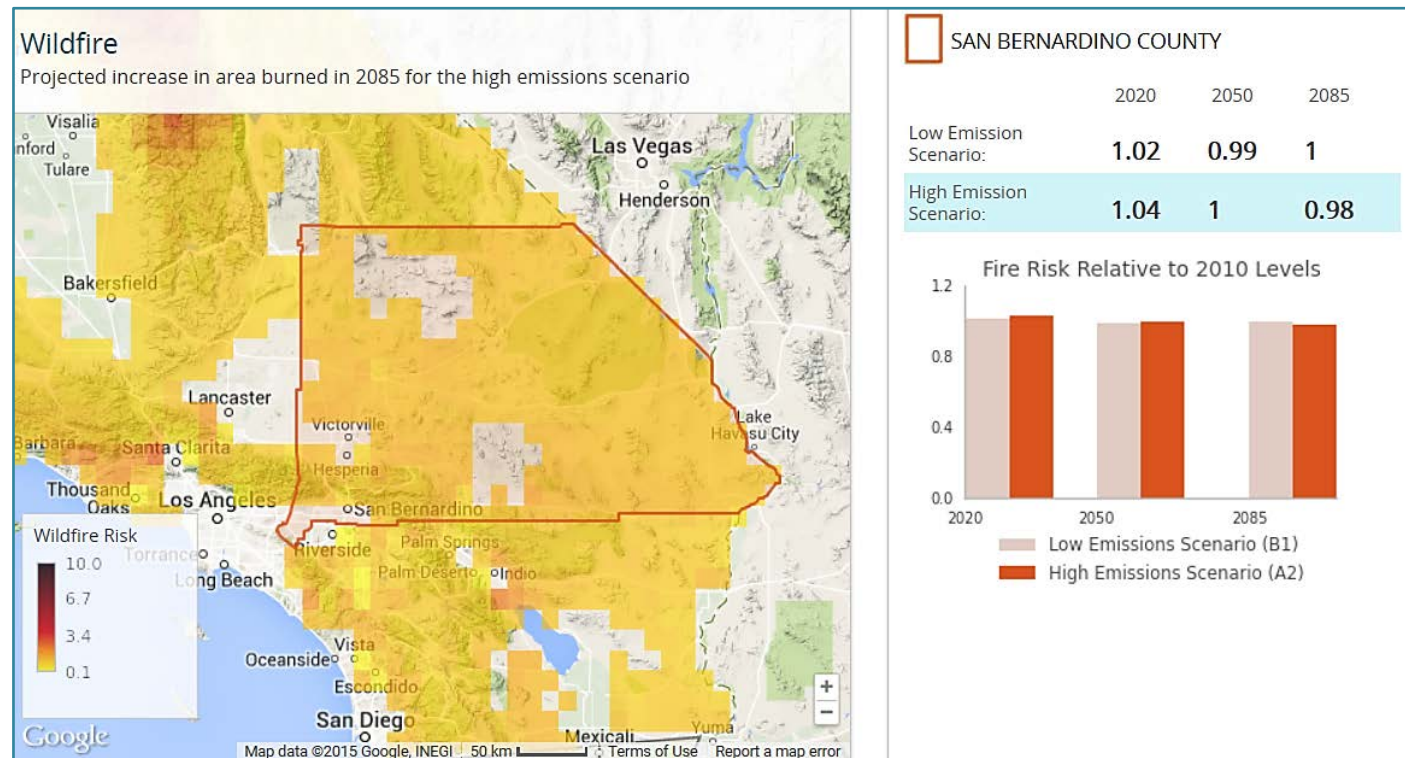 Wildfire
Projected increase in area burned in 2085 for the high emissions scenario
Visalia
nford
Tulare
Las Vegas
Henderson
Bakersfield
Lancaster
Victorville
Lake
Havasu City
Barbara
Santa Clarita
Hesperia
Thousand
Oaks
Los Angeles
San Bernardino
Wildfire Risk
Torrance
Riverside
Palm Springs
10.0
Long Beach
Palm Desert
Indio
6.7
3.4
0.1
Vista
Oceanside
Escondido
San Diego
Mexicali
Yuma
+
−
Google
Map data ©2015 Google, INEGI
50 km
Terms of Use
Report a map error
SAN BERNARDINO COUNTY
2020 2050 2085
Low Emission
Scenario: 1.02 0.99 1
High Emission
Scenario: 1.04 1 0.98
Fire Risk Relative to 2010 Levels
1.2
0.8
0.4
0.0
2020 2050 2085
Low Emissions Scenario (B1)
High Emissions Scenario (A2)